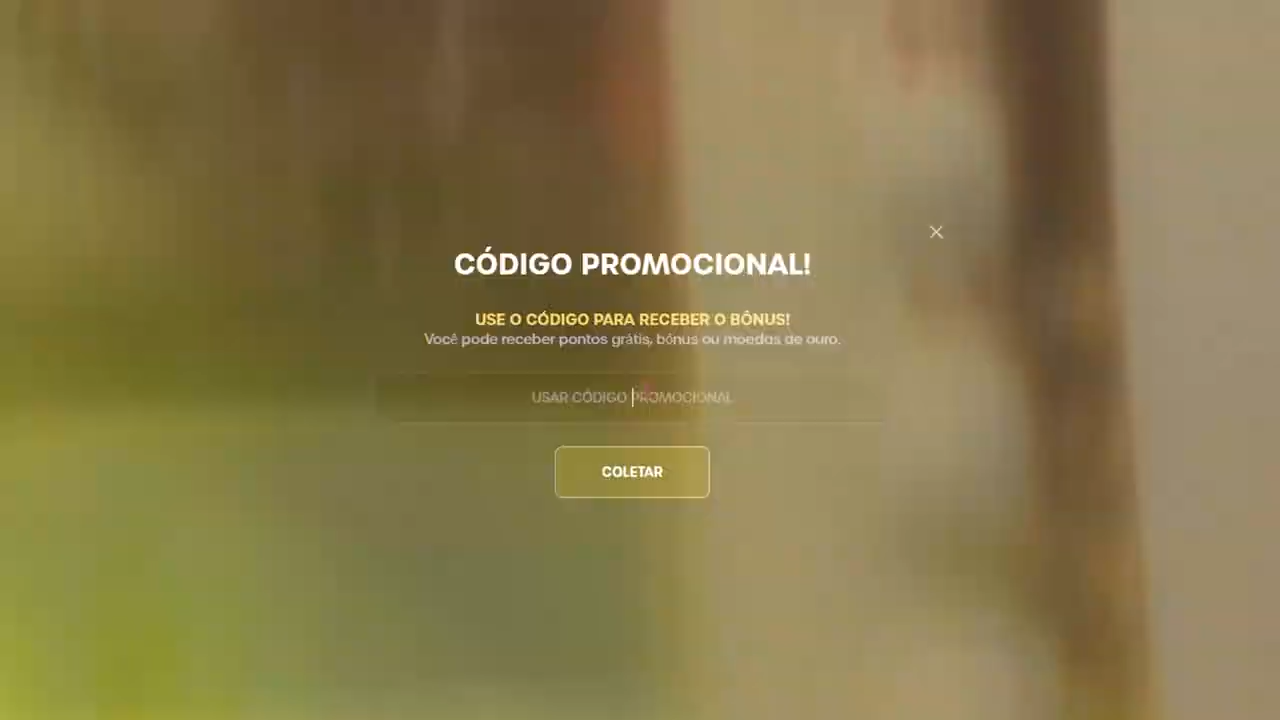 CÓDIGO PROMOCIONAL!
USE O CÓDIGO PARA RECEBER O BÔNUS!
Você pode receber pontos grátis, bônus ou moedas de ouro.
USAR CÓDIGO PROMOCIONAL
COLETAR